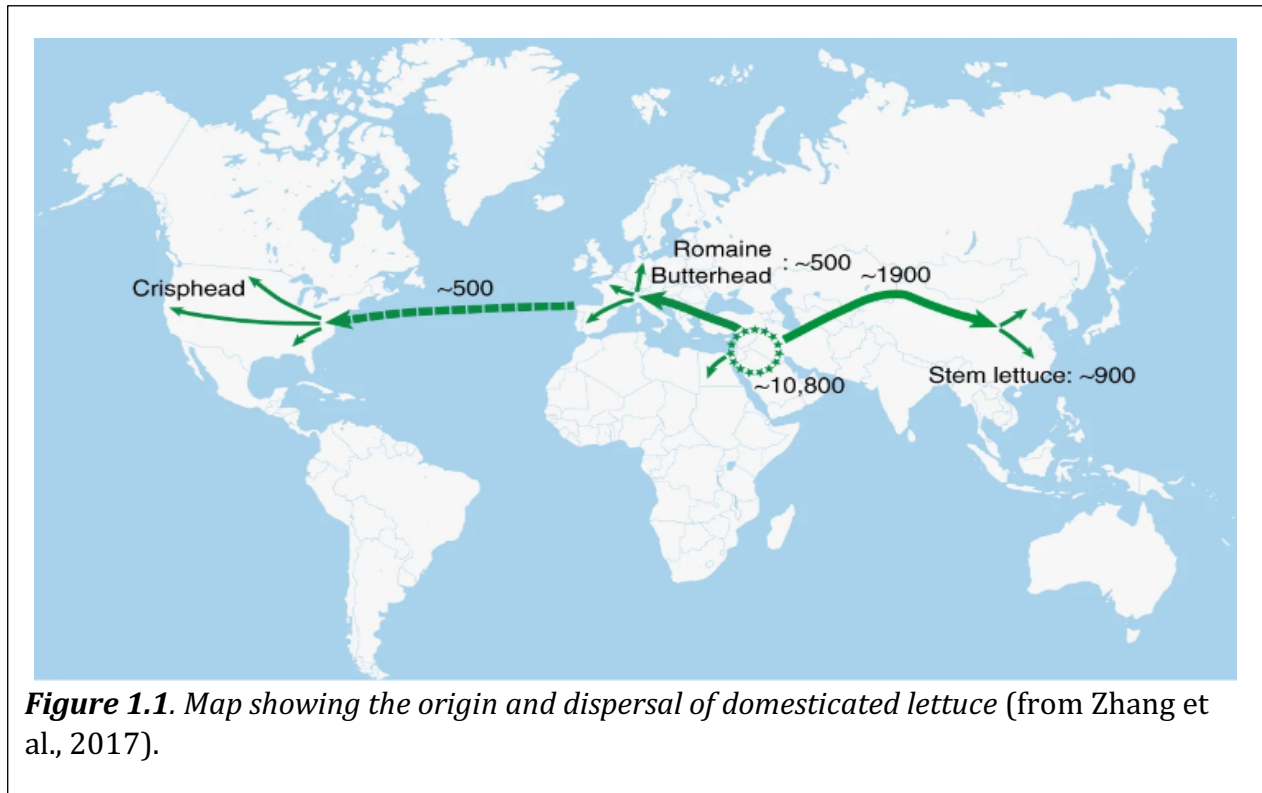 Romaine
Butterhead : ~500
~1900
Crisphead
~500
~10,800
Stem lettuce: ~900
Figure 1.1. Map showing the origin and dispersal of domesticated lettuce (from Zhang et
al., 2017).